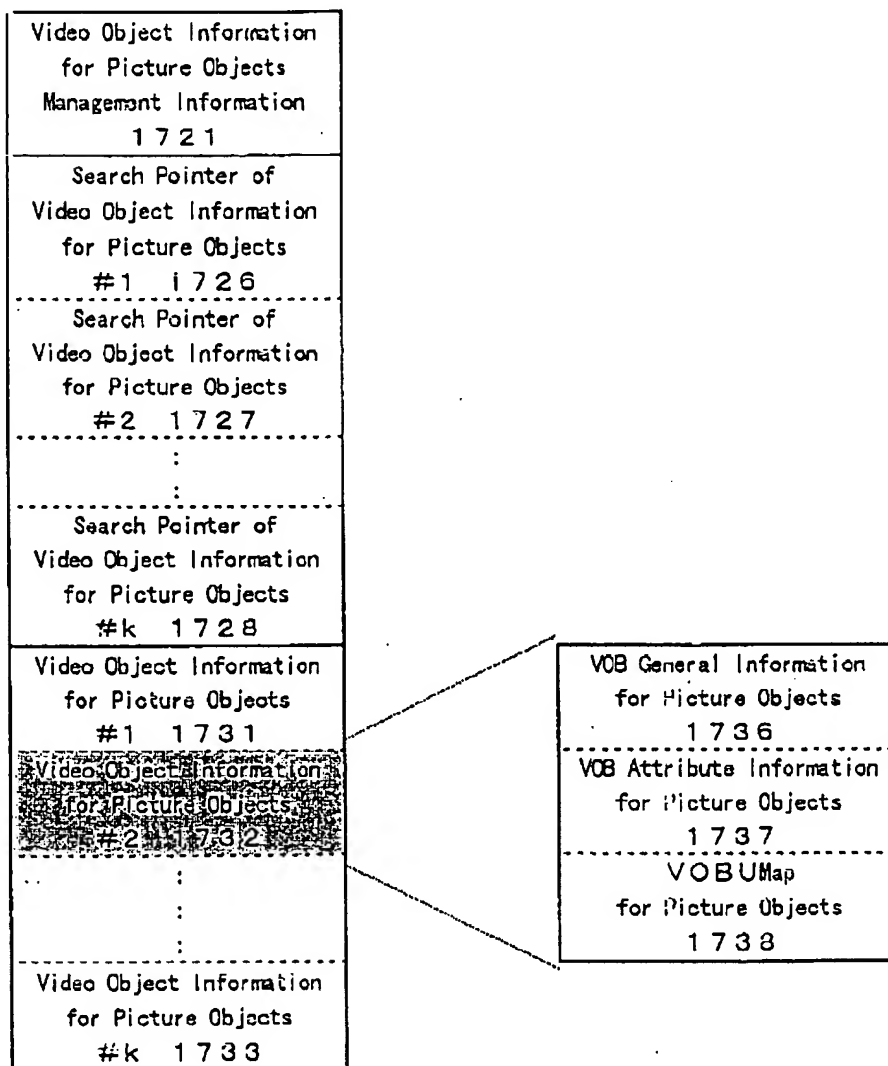 Video Object Information
for Picture Objects
Management Information
1721
Search Pointer of
Video Object Information
for Picture Objects
#1 1726
Search Pointer of
Video Object Information
for Picture Objects
#2 1727
:
:
Search Pointer of
Video Object Information
for Picture Objects
#k 1728
Video Object Information
for Picture Objects
#1 1731
Video Object Information
for Picture Objects
#2 1732
:
:
:
Video Object Information
for Picture Objects
#k 1733
VOB General Information
for Picture Objects
1736
VOB Attribute Information
for Picture Objects
1737
VOBUMap
for Picture Objects
1738